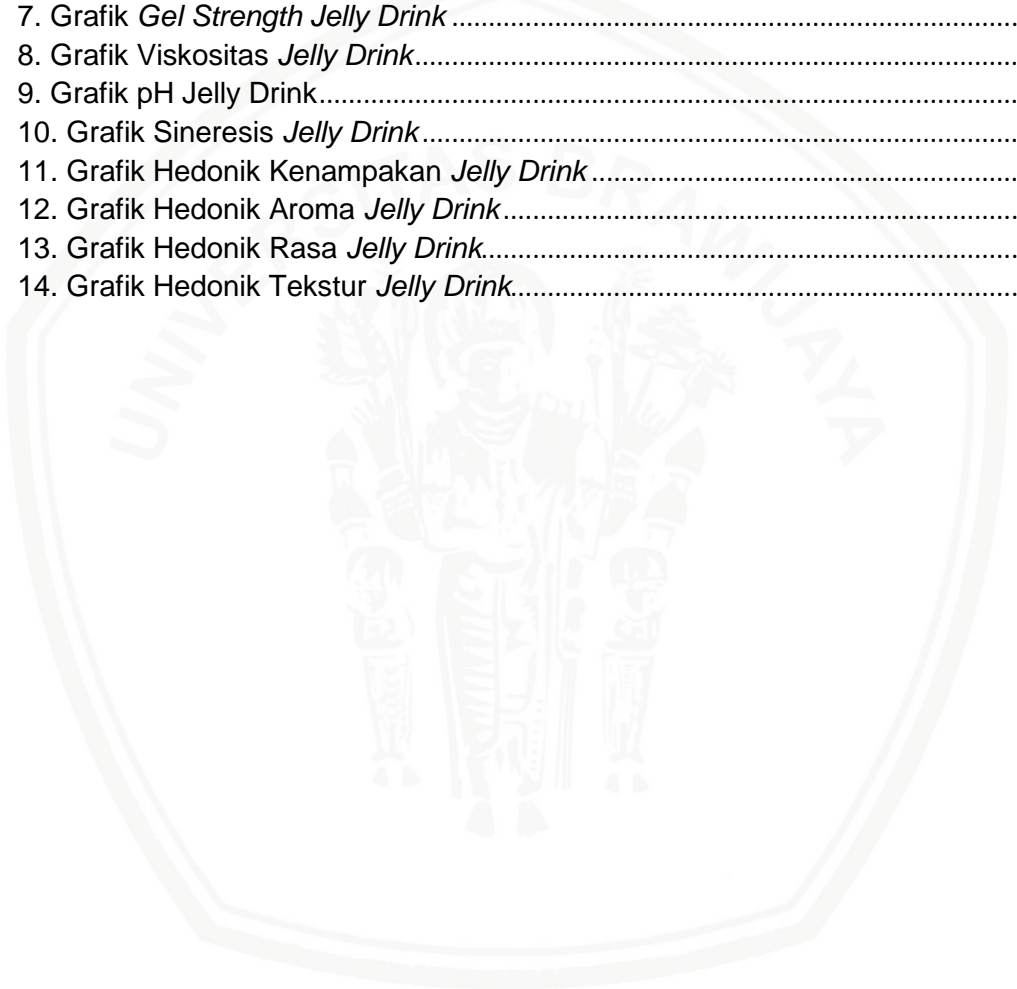 7. Grafik Gel Strength Jelly Drink ........................................................................
8. Grafik Viskositas Jelly Drink.............................................................................
9. Grafik pH Jelly Drink..........................................................................................
10. Grafik Sineresis Jelly Drink ............................................................................
11. Grafik Hedonik Kenampakan Jelly Drink ......................................................
12. Grafik Hedonik Aroma Jelly Drink .................................................................
13. Grafik Hedonik Rasa Jelly Drink....................................................................
14. Grafik Hedonik Tekstur Jelly Drink................................................................
UNIVERSITAS BRAWIJAYA